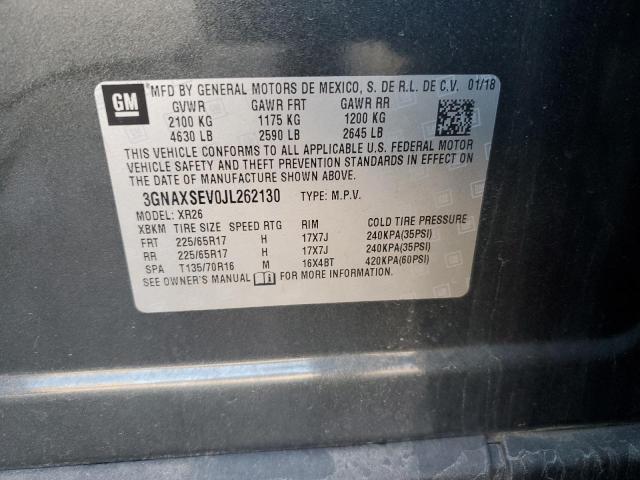 GM
MFD BY GENERAL MOTORS DE MEXICO, S. DE R.L. DE C.V. 01/18
GVWR GAWR FRT GAWR RR
2100 KG 1175 KG 1200 KG
4630 LB 2590 LB 2645 LB
THIS VEHICLE CONFORMS TO ALL APPLICABLE U.S. FEDERAL MOTOR
VEHICLE SAFETY AND THEFT PREVENTION STANDARDS IN EFFECT ON
THE DATE OF MANUFACTURE SHOWN ABOVE.
3GNAXSEV0JL262130 TYPE: M.P.V.
MODEL: XR26
XBKM TIRE SIZE SPEED RTG RIM COLD TIRE PRESSURE
FRT 225/65R17 H 17X7J 240KPA(35PSI)
RR 225/65R17 H 17X7J 240KPA(35PSI)
SPA T135/70R16 M 16X4BT 420KPA(60PSI)
SEE OWNER'S MANUAL FOR MORE INFORMATION